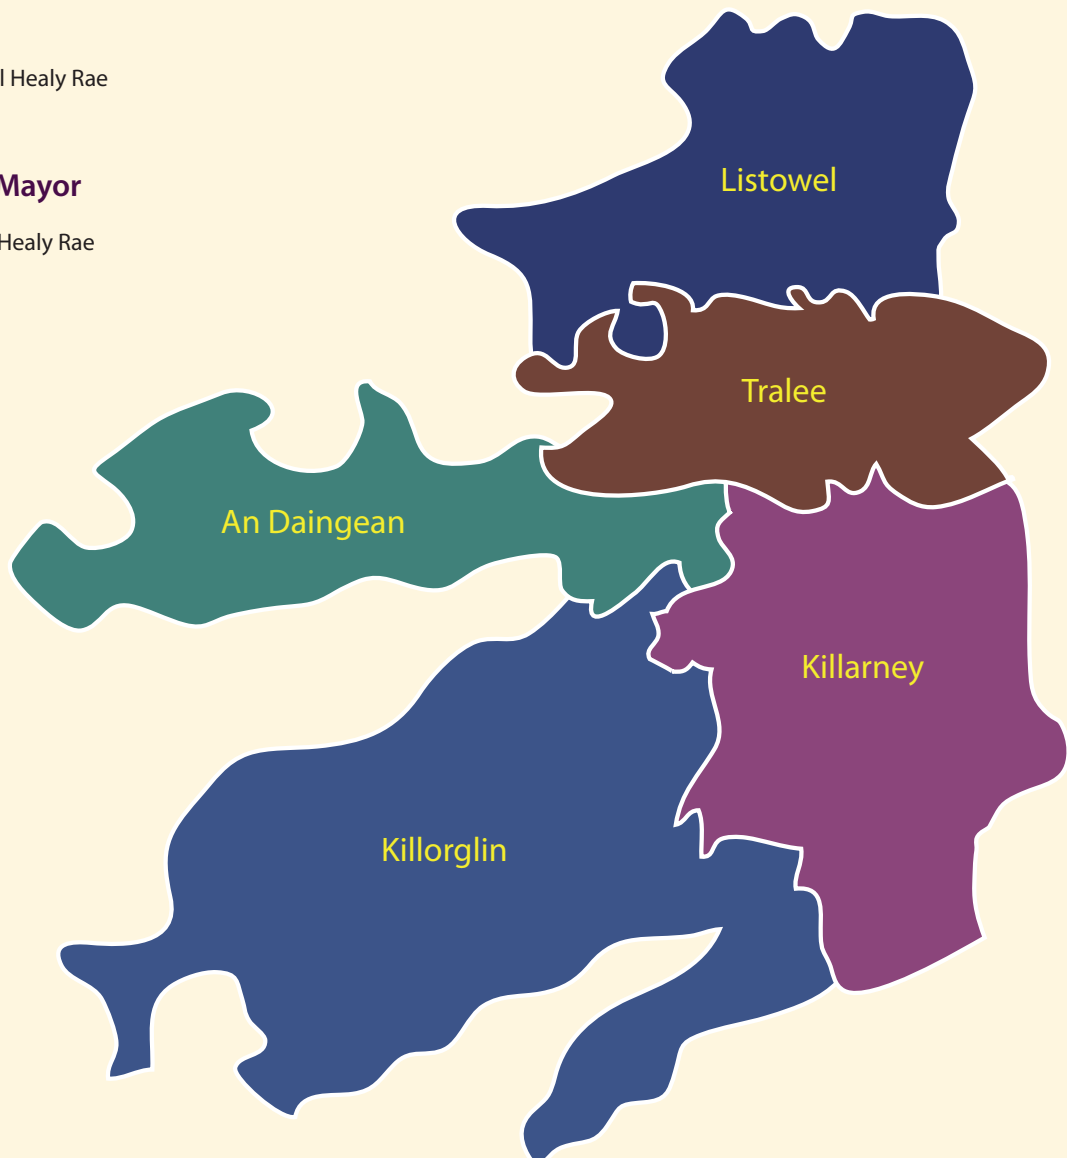 Healy Rae
Mayor
Healy Rae
Listowel
Tralee
An Daingean
Killarney
Killorglin